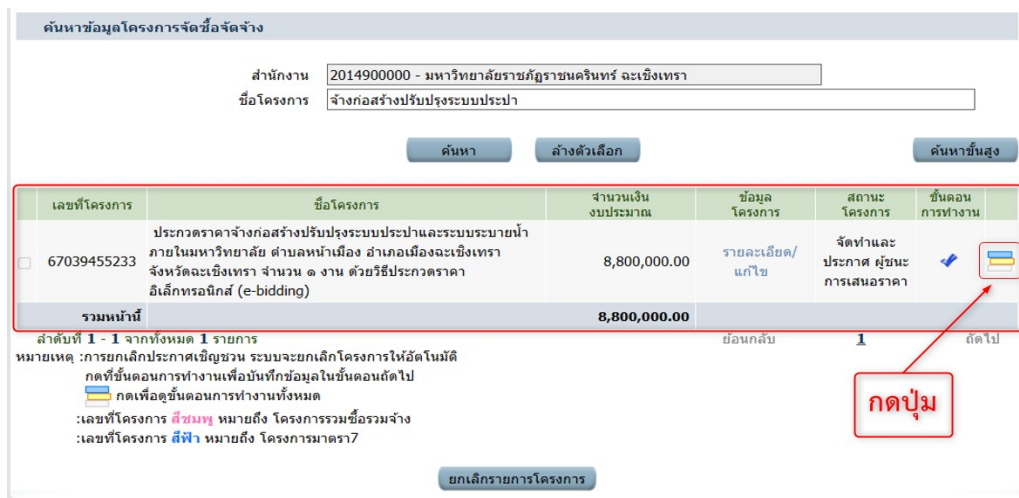 ค้นหาข้อมูลโครงการจัดซื้อจัดจ้าง
สำนักงาน 2014900000 - มหาวิทยาลัยราชภัฏราชนครินทร์ ฉะเชิงเทรา
ชื่อโครงการ จ้างก่อสร้างปรับปรุงระบบประปา
ค้นหา ล้างตัวเลือก ค้นหาขั้นสูง
เลขที่โครงการ ชื่อโครงการ จำนวนเงิน งบประมาณ ข้อมูล โครงการ สถานะ โครงการ ขั้นตอน การทำงาน
ประกวดราคาจ้างก่อสร้างปรับปรุงระบบประปาและระบบระบายน้ำ
67039455233 ภายในมหาวิทยาลัย ตำบลหน้าเมือง อำเภอเมืองฉะเชิงเทรา
จังหวัดฉะเชิงเทรา จำนวน ๑ งาน ด้วยวิธีประกวดราคา
อิเล็กทรอนิกส์ (e-bidding)
8,800,000.00
รายละเอียด/
แก้ไข
จัดทำและ
ประกาศ ผู้ชนะ
การเสนอราคา
รวมหน้านี้ 8,800,000.00
ลำดับที่ 1 - 1 จากทั้งหมด 1 รายการ ย้อนกลับ 1 ถัดไป
หมายเหตุ :การยกเลิกประกาศเชิญชวน ระบบจะยกเลิกโครงการให้อัตโนมัติ
กดที่ขั้นตอนการทำงานเพื่อบันทึกข้อมูลในขั้นตอนถัดไป
กดเพื่อดูขั้นตอนการทำงานทั้งหมด
:เลขที่โครงการ สีชมพู หมายถึง โครงการรวมซื้อรวมจ้าง
:เลขที่โครงการ สีฟ้า หมายถึง โครงการมาตรา7
กดปุ่ม
ยกเลิกรายการโครงการ